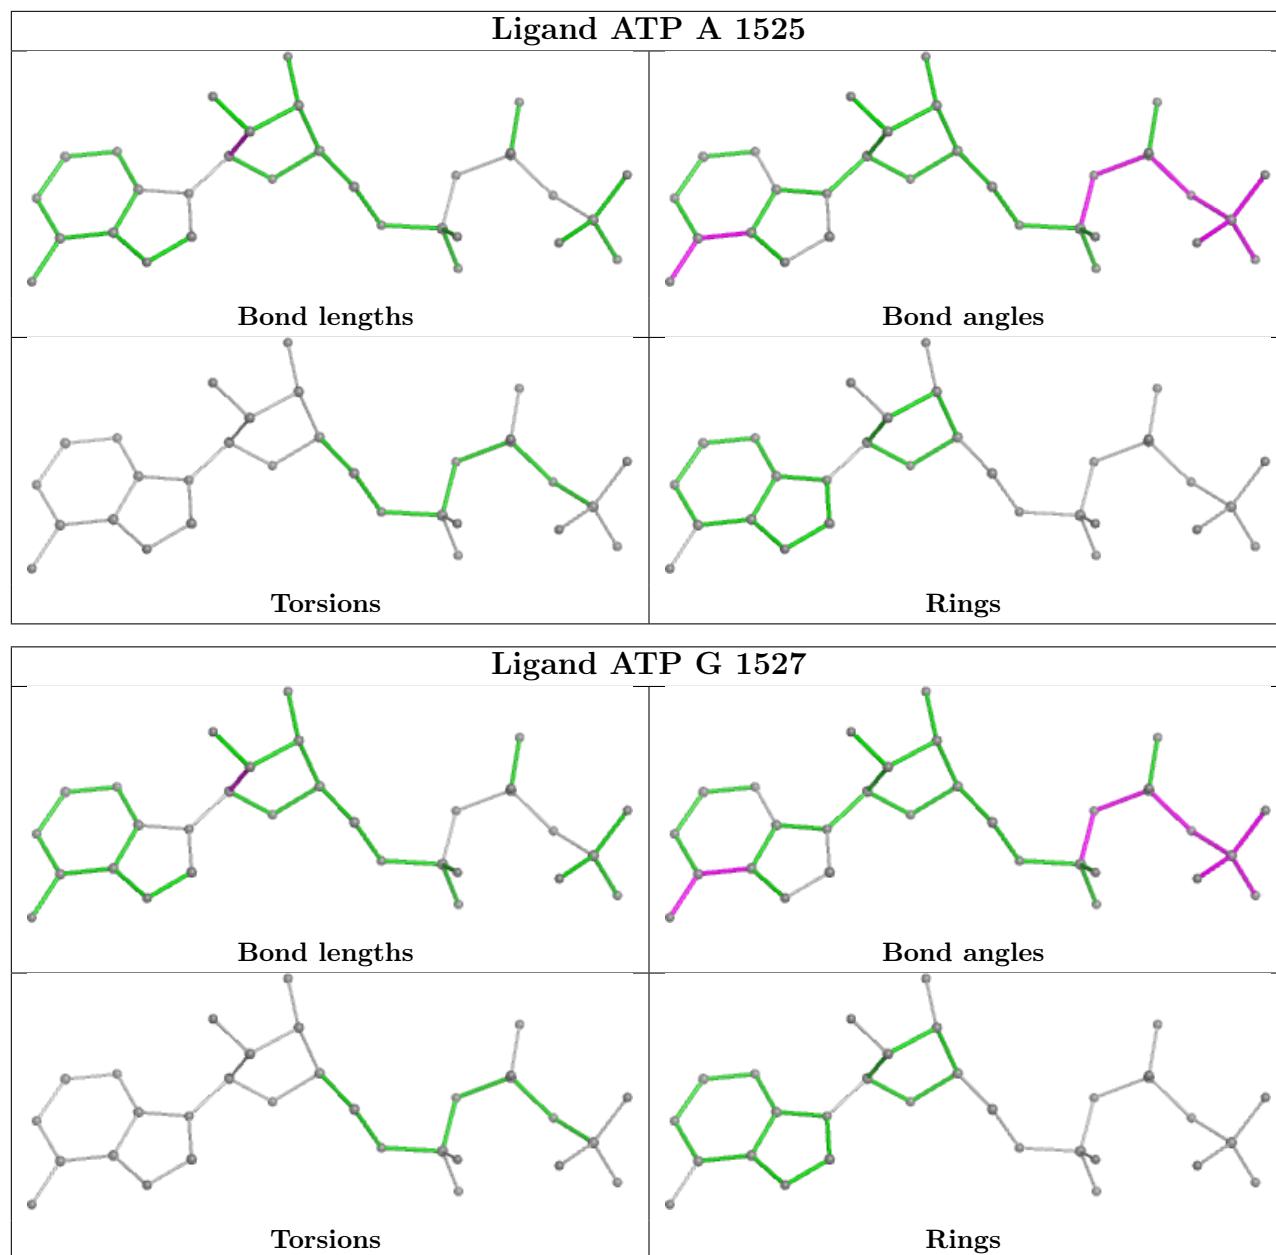 Ligand ATP A 1525
Bond lengths
Bond angles
Torsions
Rings
Ligand ATP G 1527
Bond lengths
Bond angles
Torsions
Rings